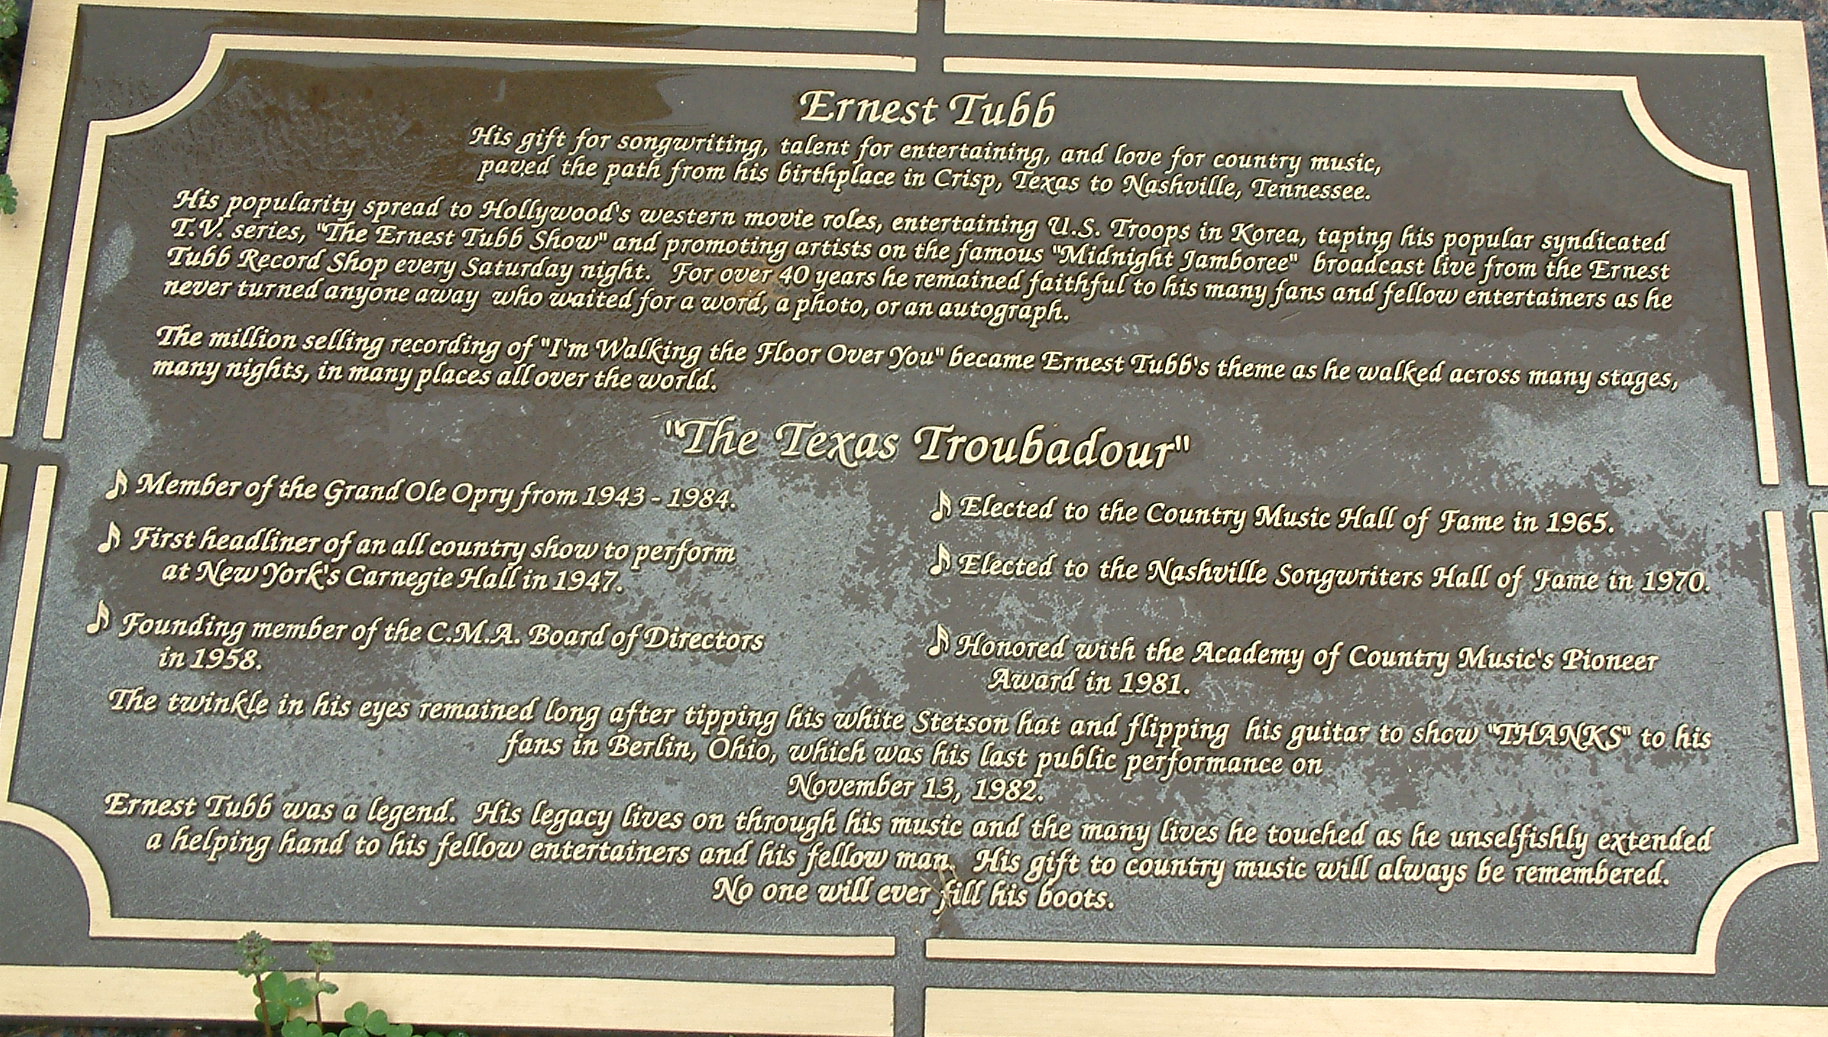 Ernest Tubb
His gift for songwriting, talent for entertaining, and love for country music,
paved the path from his birthplace in Crisp, Texas to Nashville, Tennessee.
His popularity spread to Hollywood's western movie roles, entertaining U.S. Troops in Korea, taping his popular syndicated
T.V. series, "The Ernest Tubb Show" and promoting artists on the famous "Midnight Jamboree" broadcast live from the Ernest
Tubb Record Shop every Saturday night. For over 40 years he remained faithful to his many fans and fellow entertainers as he
never turned anyone away who waited for a word, a photo, or an autograph.
The million selling recording of "I'm Walking the Floor Over You" became Ernest Tubb's theme as he walked across many stages,
many nights, in many places all over the world.
"The Texas Troubadour"
Member of the Grand Ole Opry from 1943 - 1984.
First headliner of an all country show to perform
at New York's Carnegie Hall in 1947.
Founding member of the C.M.A. Board of Directors
in 1958.
Elected to the Country Music Hall of Fame in 1965.
Elected to the Nashville Songwriters Hall of Fame in 1970.
Honored with the Academy of Country Music's Pioneer
Award in 1981.
The twinkle in his eyes remained long after tipping his white Stetson hat and flipping his guitar to show "THANKS" to his
fans in Berlin, Ohio, which was his last public performance on
November 13, 1982.
Ernest Tubb was a legend. His legacy lives on through his music and the many lives he touched as he unselfishly extended
a helping hand to his fellow entertainers and his fellow man. His gift to country music will always be remembered.
No one will ever fill his boots.